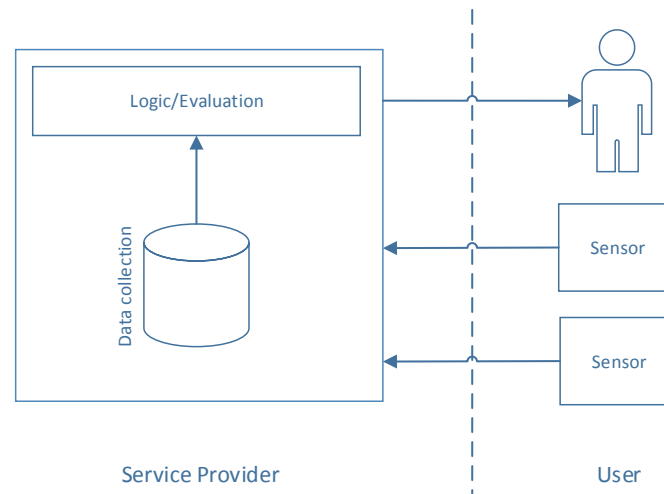 Logic/Evaluation
Data collection
Sensor
Sensor
Service Provider
User